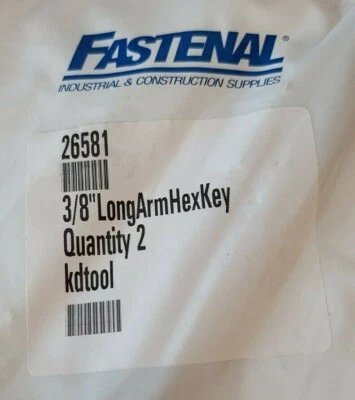 FASTENAL®
INDUSTRIAL & CONSTRUCTION SUPPLIES
26581
3/8"LongArmHexKey
Quantity 2
kdtool